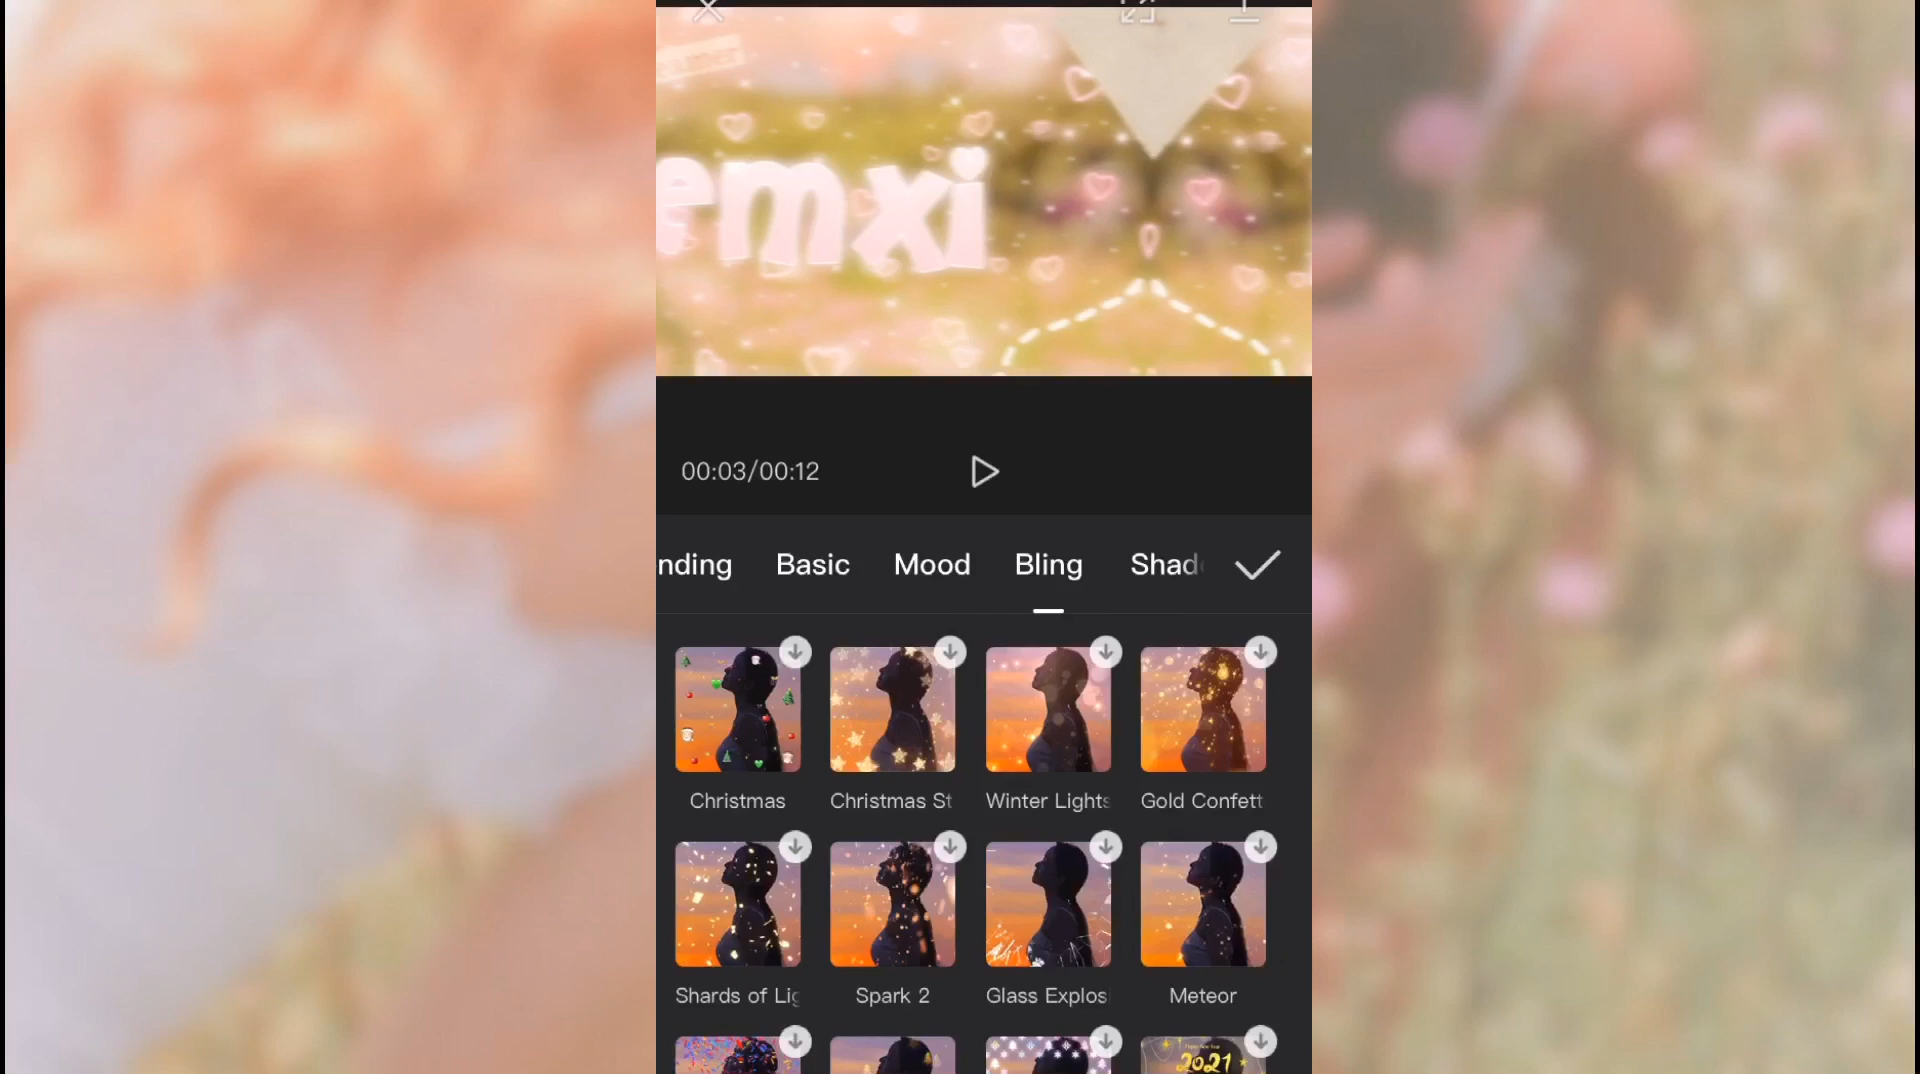 emxi
00:03/00:12
nding Basic Mood Bling Shad
Christmas Christmas St Winter Lights Gold Confett
Shards of Lig Spark 2 Glass Explos Meteor
2021